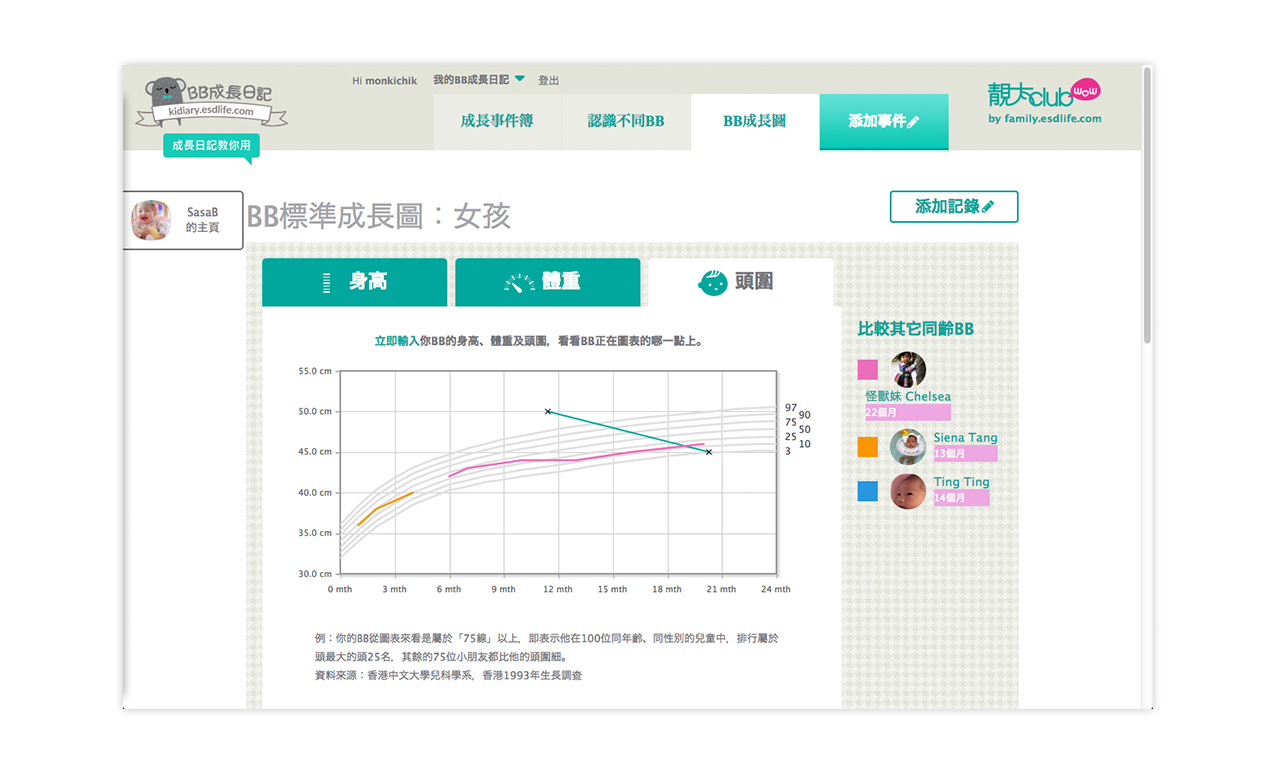 BB成長日記
kidiary.esdlife.com
成長日記教你用
Hi monkichik 我的BB成長日記 登出
成長事件簿 認識不同BB BB成長圖 添加事件
靚太club wow
by family.esdlife.com
SasaB
的主頁
BB標準成長圖：女孩
添加記錄
身高 體重 頭圍
立即輸入你BB的身高、體重及頭圍，看看BB正在圖表的哪一點上。
55.0 cm
50.0 cm
45.0 cm
40.0 cm
35.0 cm
30.0 cm
97
90
75
50
25
10
3
0 mth 3 mth 6 mth 9 mth 12 mth 15 mth 18 mth 21 mth 24 mth
例：你的BB從圖表來看是屬於「75線」以上，即表示他在100位同年齡、同性別的兒童中，排行屬於
頭最大的頭25名，其餘的75位小朋友都比他的頭圍細。
資料來源：香港中文大學兒科學系，香港1993年生長調查
比較其它同齡BB
怪獸妹 Chelsea
22個月
Siena Tang
13個月
Ting Ting
14個月